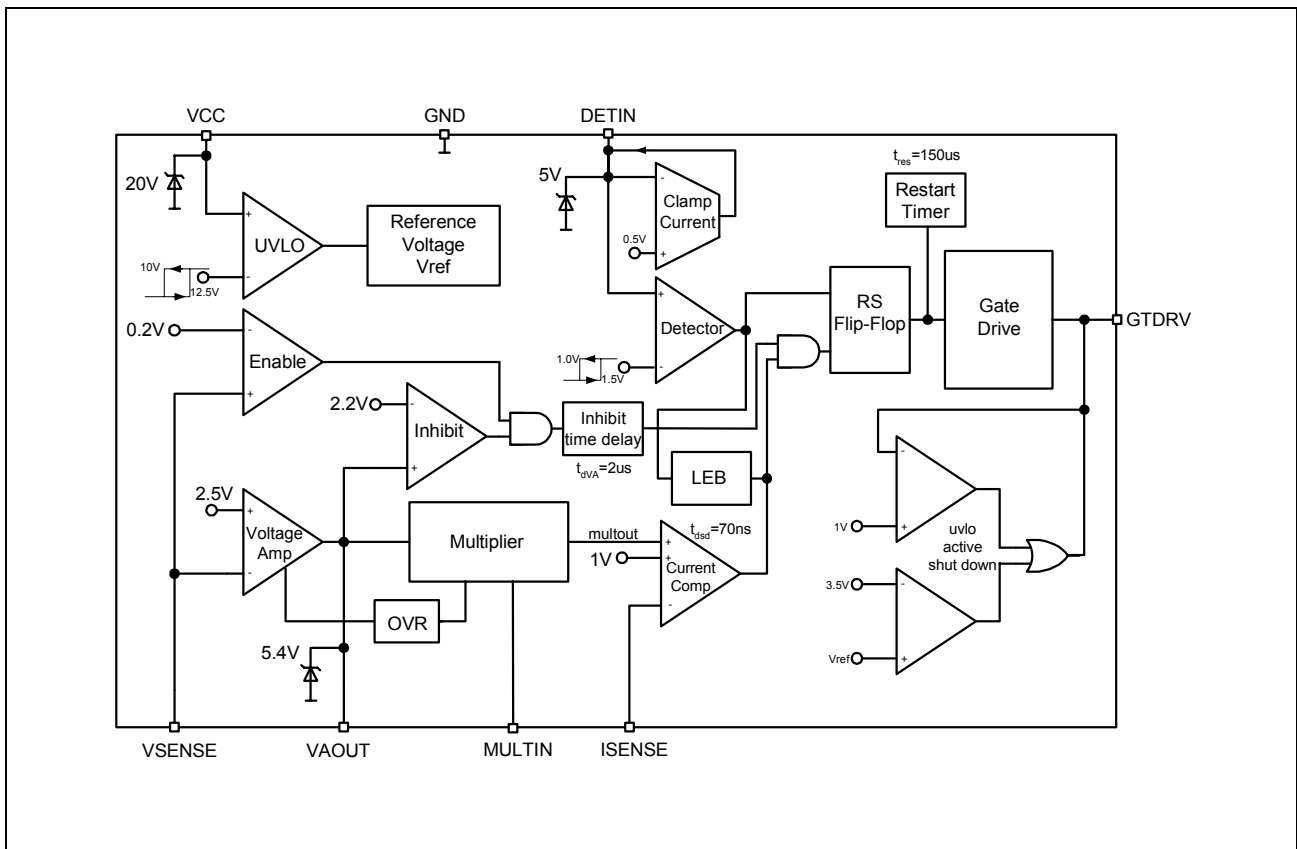 VCC
GND
DETIN
20V
UVLO
10V
12.5V
Reference
Voltage
Vref
5V
Clamp
Current
0.5V
t_res=150us
Restart
Timer
0.2V
Enable
Detector
1.0V
1.5V
RS
Flip-Flop
Gate
Drive
GTDRV
2.2V
Inhibit
Inhibit
time delay
t_dVA=2us
LEB
2.5V
Voltage
Amp
Multiplier
multout
t_dsd=70ns
1V
Current
Comp
OVR
5.4V
1V
uvlo
active
shut down
3.5V
Vref
VSENSE
VAOUT
MULTIN
ISENSE